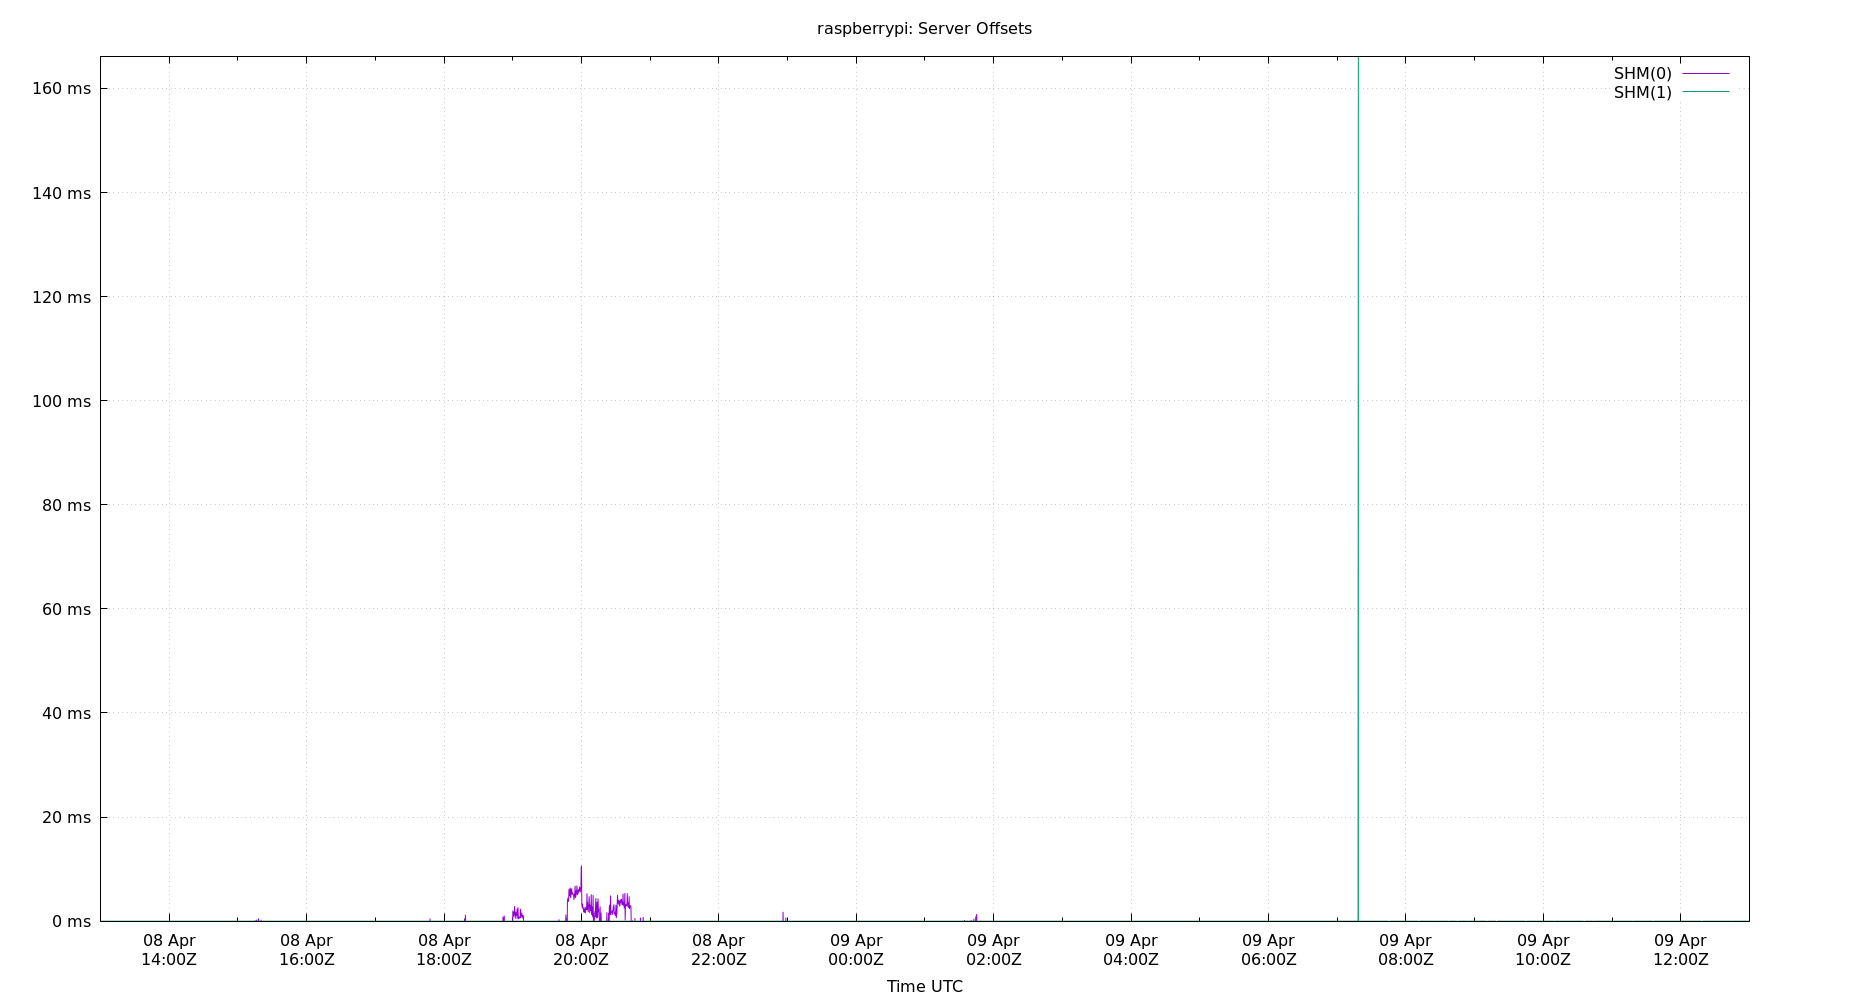 raspberrypi: Server Offsets
SHM(0)
SHM(1)
160 ms
140 ms
120 ms
100 ms
80 ms
60 ms
40 ms
20 ms
0 ms
08 Apr 08 Apr 08 Apr 08 Apr 08 Apr 09 Apr 09 Apr 09 Apr 09 Apr 09 Apr 09 Apr 09 Apr
14:00Z 16:00Z 18:00Z 20:00Z 22:00Z 00:00Z 02:00Z 04:00Z 06:00Z 08:00Z 10:00Z 12:00Z
Time UTC